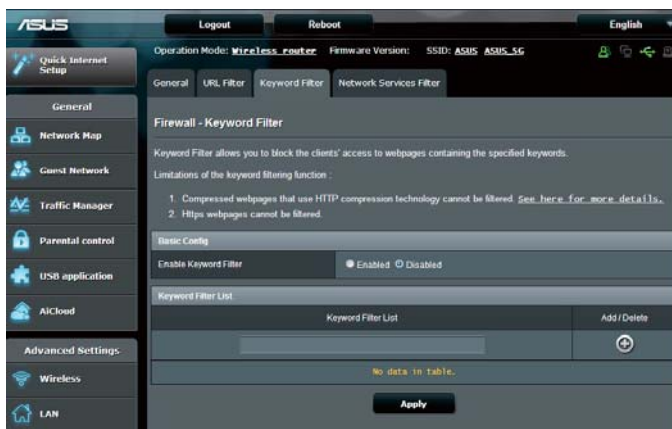 ASUS
Logout
Reboot
English
Quick Internet Setup
Operation Mode: Wireless router Firmware Version: SSID: ASUS ASUS_5G
General
URL Filter
Keyword Filter
Network Services Filter
General
Network Map
Guest Network
Traffic Manager
Parental control
USB application
AiCloud
Advanced Settings
Wireless
LAN
Firewall - Keyword Filter
Keyword Filter allows you to block the clients' access to webpages containing the specified keywords.
Limitations of the keyword filtering function :
1. Compressed webpages that use HTTP compression technology cannot be filtered. See here for more details.
2. Https webpages cannot be filtered.
Basic Config
Enable Keyword Filter
Enabled Disabled
Keyword Filter List
Keyword Filter List
Add / Delete
No data in table.
Apply